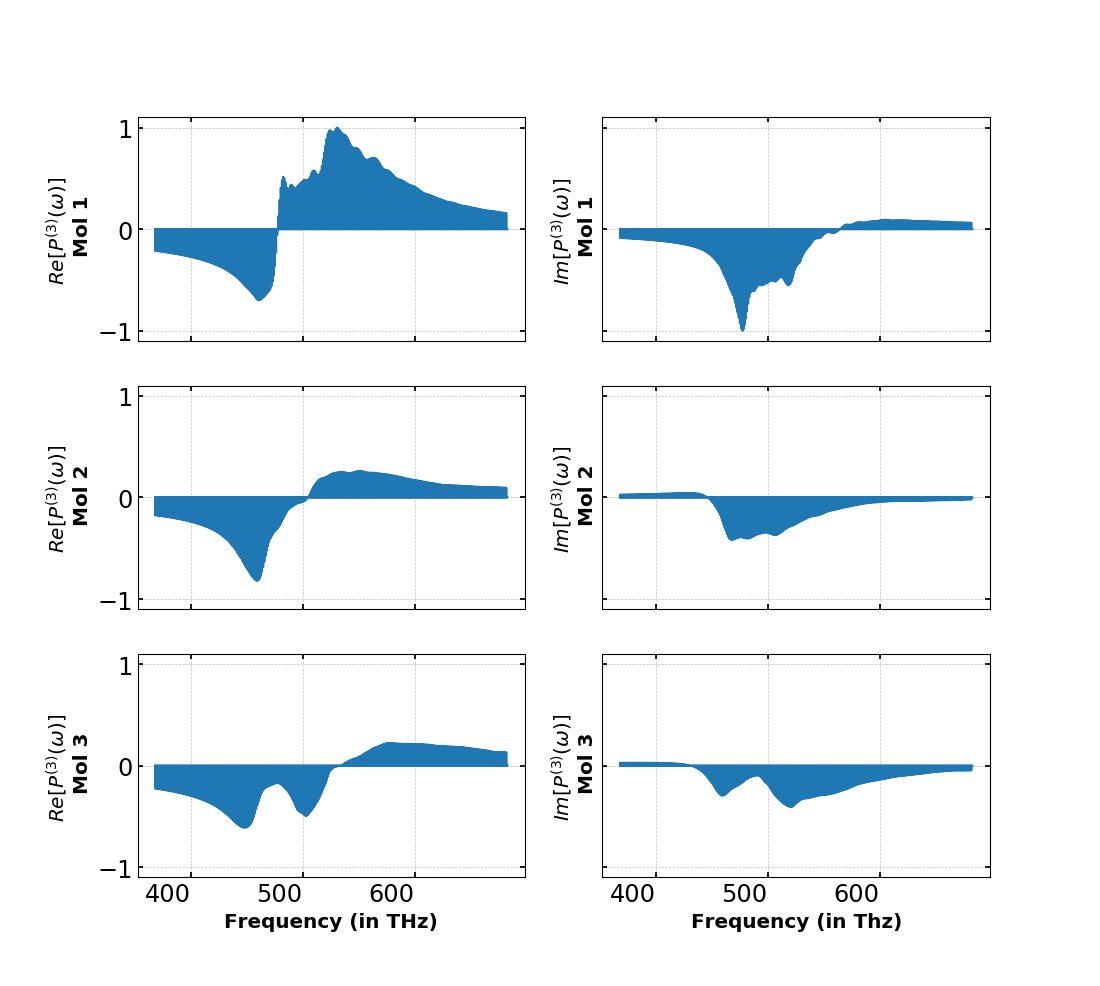 1
0
−1
Re[P^{(3)}(ω)]
Mol 1
Im[P^{(3)}(ω)]
Mol 1
1
0
−1
Re[P^{(3)}(ω)]
Mol 2
Im[P^{(3)}(ω)]
Mol 2
1
0
−1
Re[P^{(3)}(ω)]
Mol 3
Im[P^{(3)}(ω)]
Mol 3
400 500 600
400 500 600
Frequency (in THz)
Frequency (in Thz)